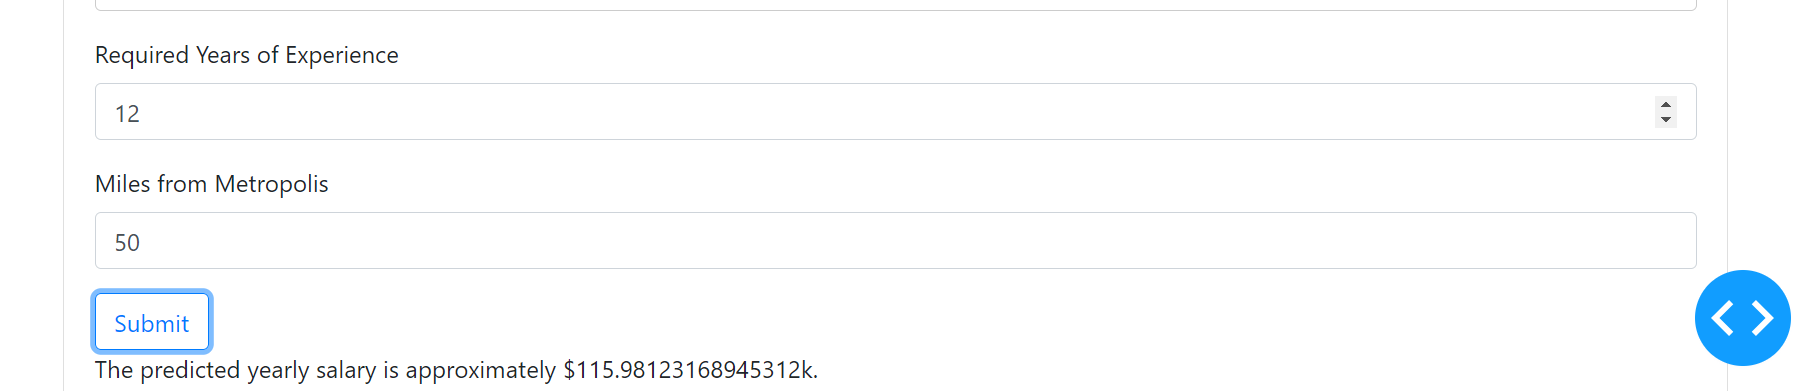 Required Years of Experience
12
Miles from Metropolis
50
Submit
The predicted yearly salary is approximately $115.98123168945312k.